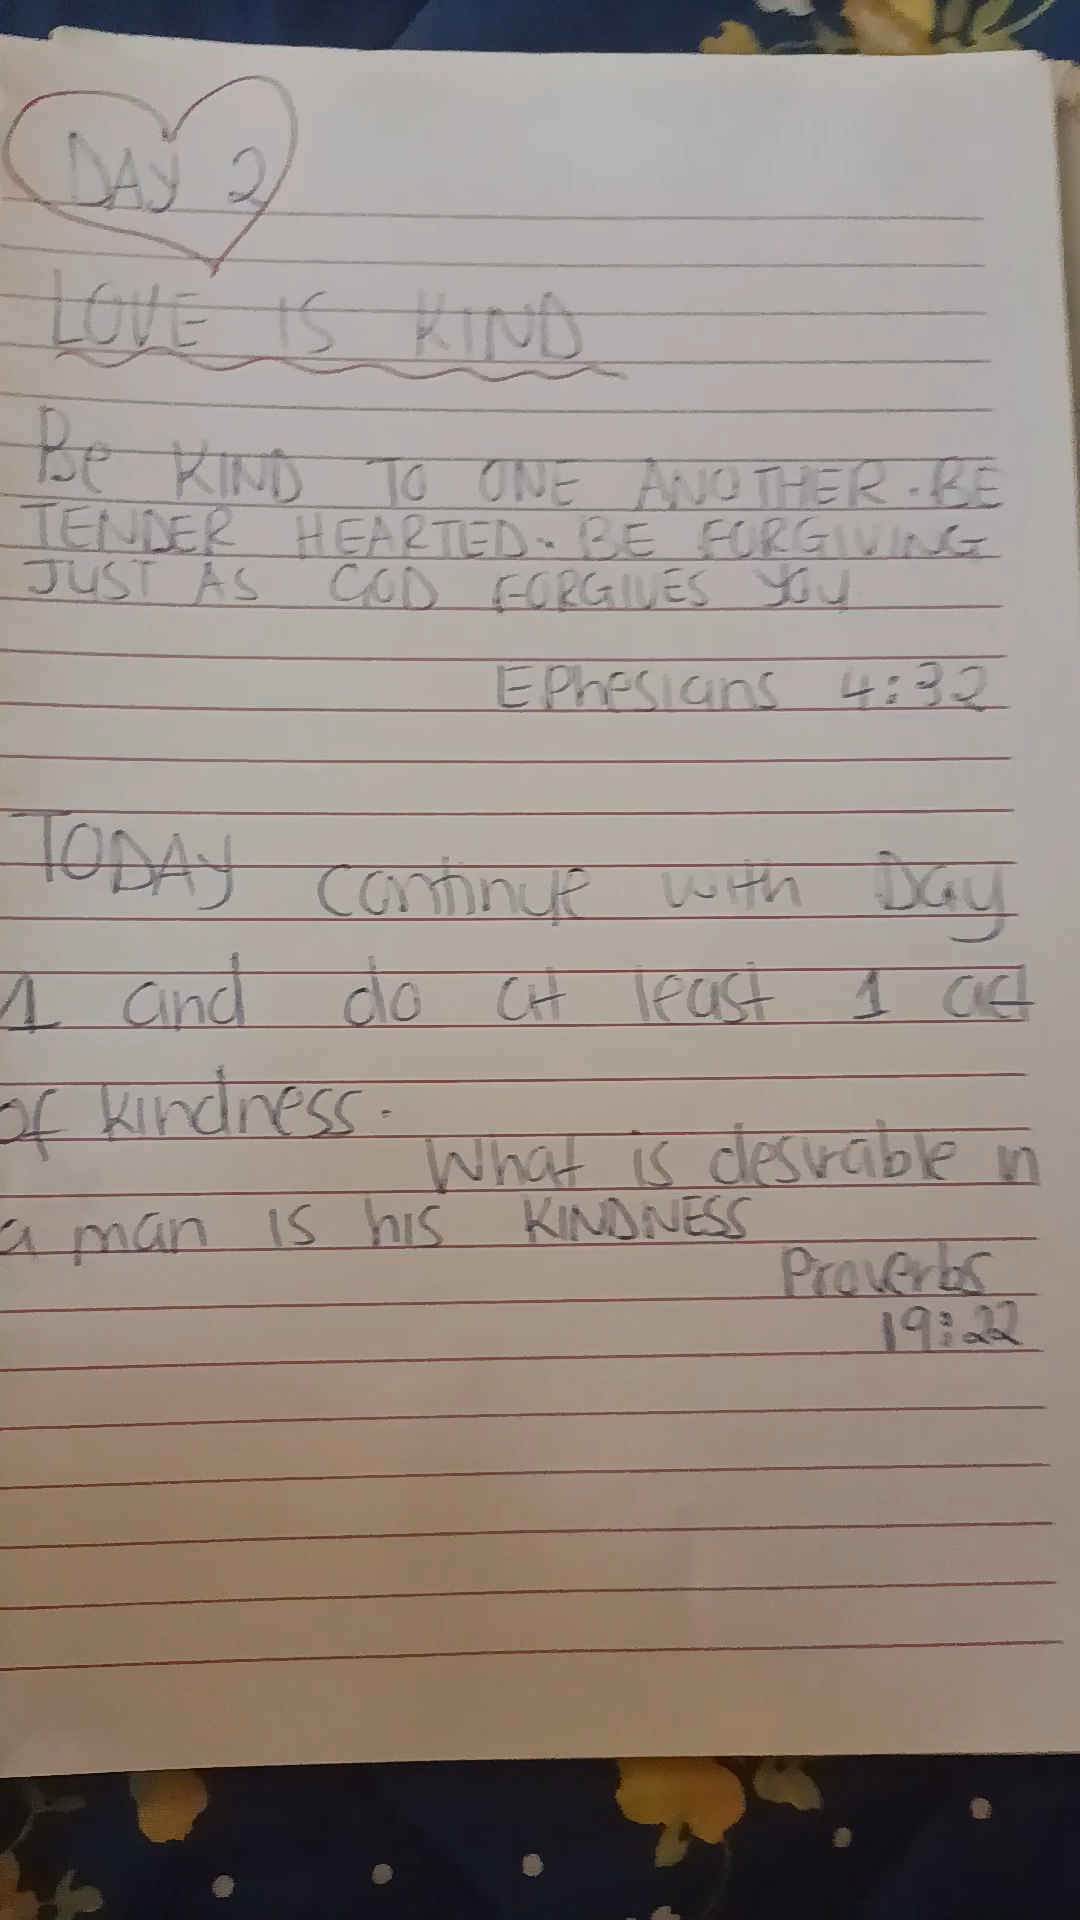 DAY 2
LOVE IS KIND
Be KIND TO ONE ANOTHER. BE
TENDER HEARTED. BE FORGIVING
JUST AS GOD FORGIVES YOU
EPhesians 4:32
TODAY continue with Day
1 and do at least 1 act
of kindness.
What is desirable in
a man is his KINDNESS
Proverbs
19:22